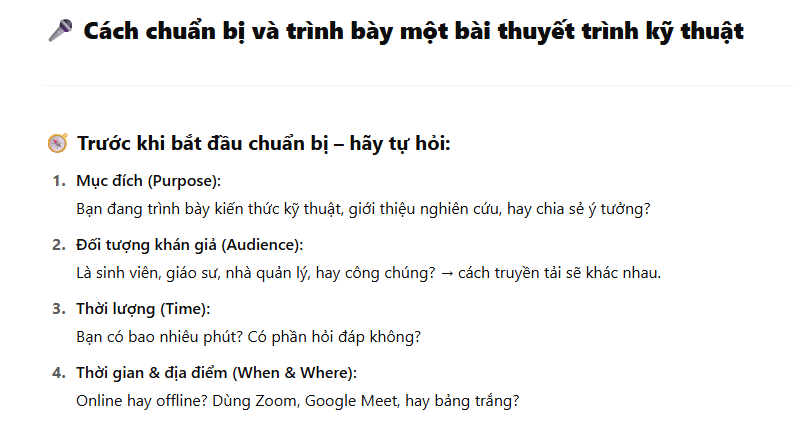 🎤 Cách chuẩn bị và trình bày một bài thuyết trình kỹ thuật
🧭 Trước khi bắt đầu chuẩn bị – hãy tự hỏi:
1. Mục đích (Purpose):
Bạn đang trình bày kiến thức kỹ thuật, giới thiệu nghiên cứu, hay chia sẻ ý tưởng?
2. Đối tượng khán giả (Audience):
Là sinh viên, giáo sư, nhà quản lý, hay công chúng? → cách truyền tải sẽ khác nhau.
3. Thời lượng (Time):
Bạn có bao nhiêu phút? Có phần hỏi đáp không?
4. Thời gian & địa điểm (When & Where):
Online hay offline? Dùng Zoom, Google Meet, hay bảng trắng?